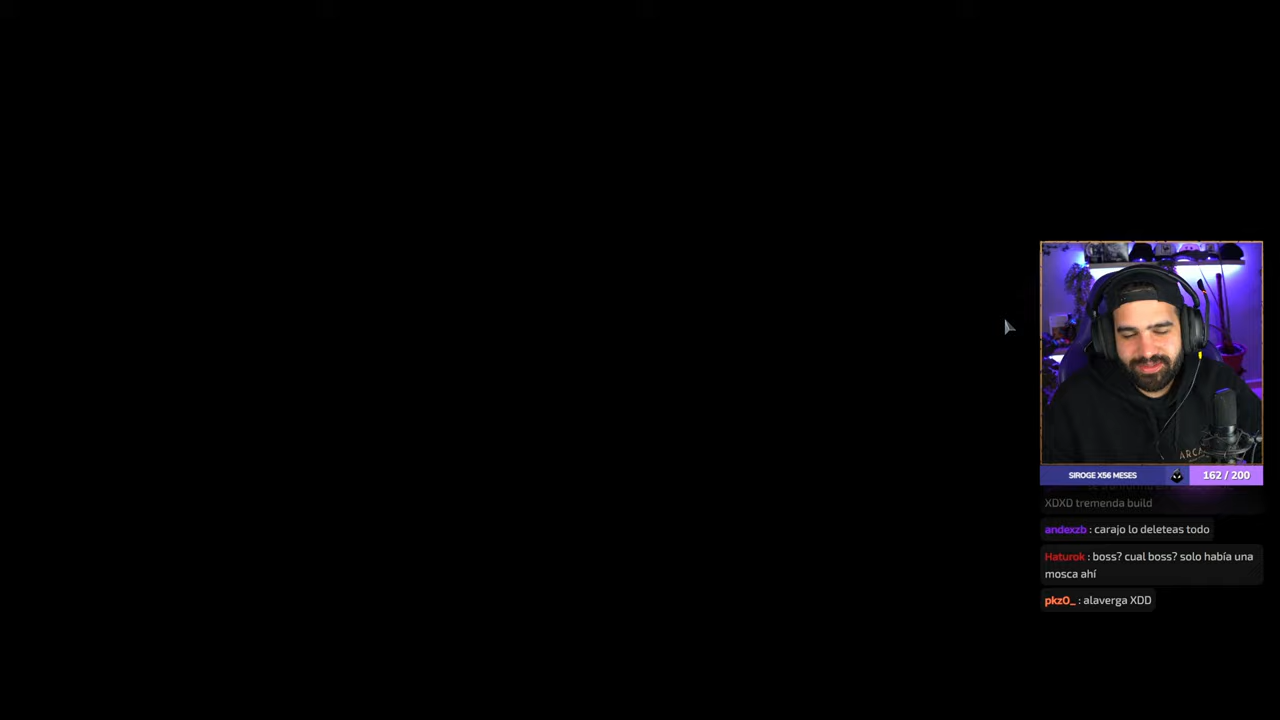 ARCA
SIROGE X56 MESES
162 / 200
XDXD tremenda build
andexzb : carajo lo deleteas todo
Haturok : boss? cual boss? solo había una
mosca ahí
pkz0_ : alaverga XDD